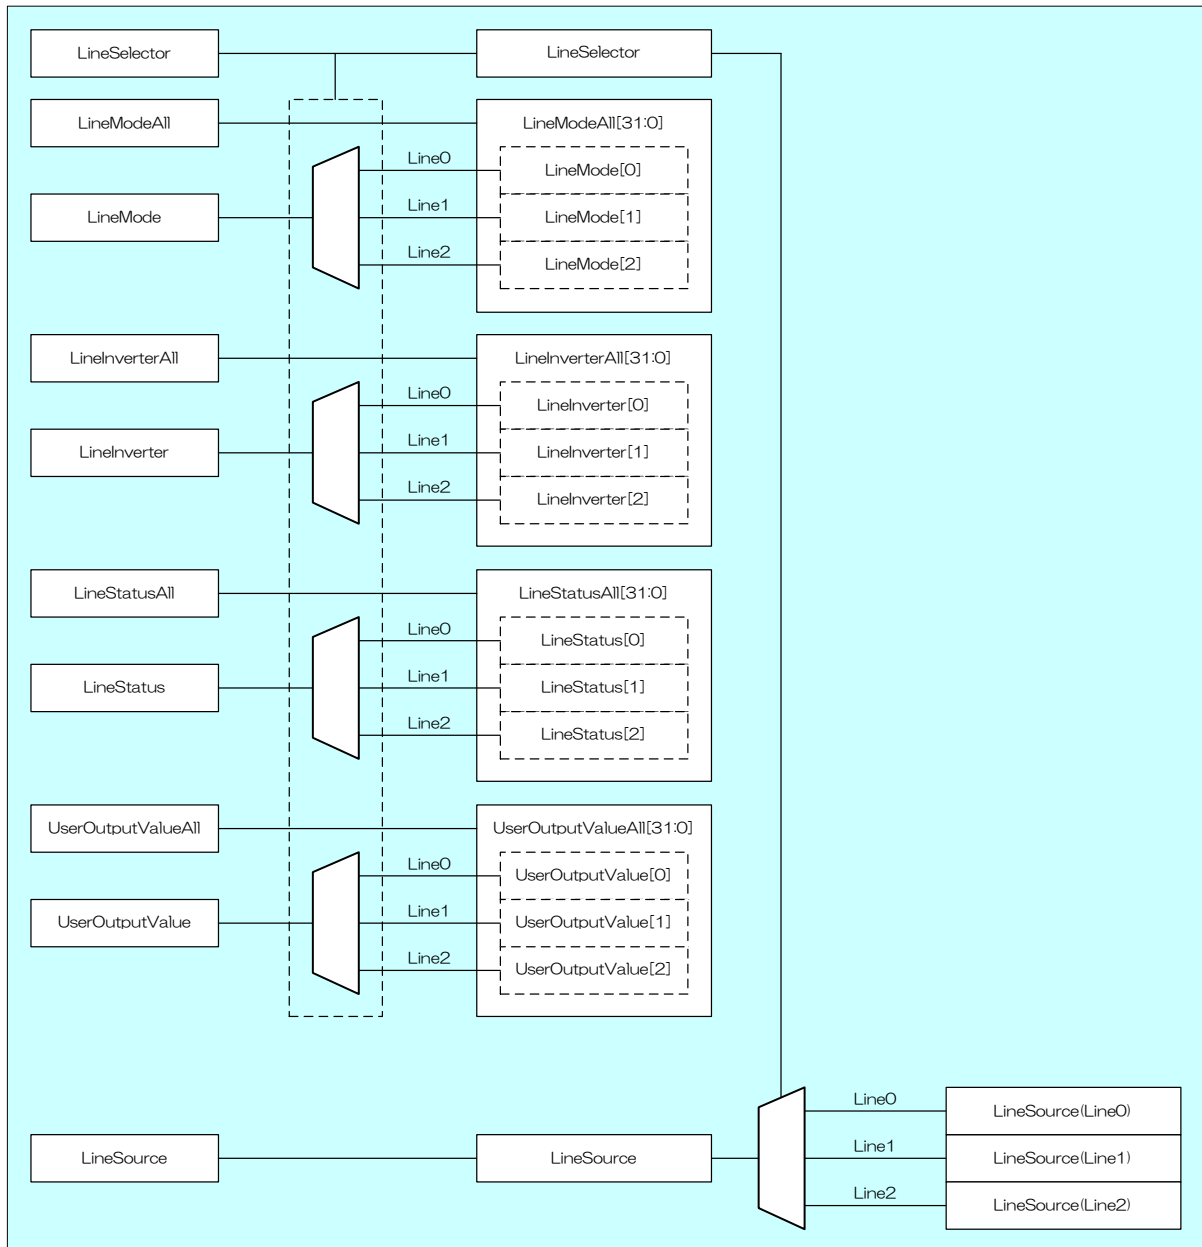 LineSelector
LineSelector
LineModeAll
LineModeAll[31:0]
Line0
LineMode[0]
LineMode
Line1
LineMode[1]
Line2
LineMode[2]
LineInverterAll
LineInverterAll[31:0]
Line0
LineInverter[0]
LineInverter
Line1
LineInverter[1]
Line2
LineInverter[2]
LineStatusAll
LineStatusAll[31:0]
Line0
LineStatus[0]
LineStatus
Line1
LineStatus[1]
Line2
LineStatus[2]
UserOutputValueAll
UserOutputValueAll[31:0]
Line0
UserOutputValue[0]
UserOutputValue
Line1
UserOutputValue[1]
Line2
UserOutputValue[2]
Line0
LineSource(Line0)
LineSource
LineSource
Line1
LineSource(Line1)
Line2
LineSource(Line2)